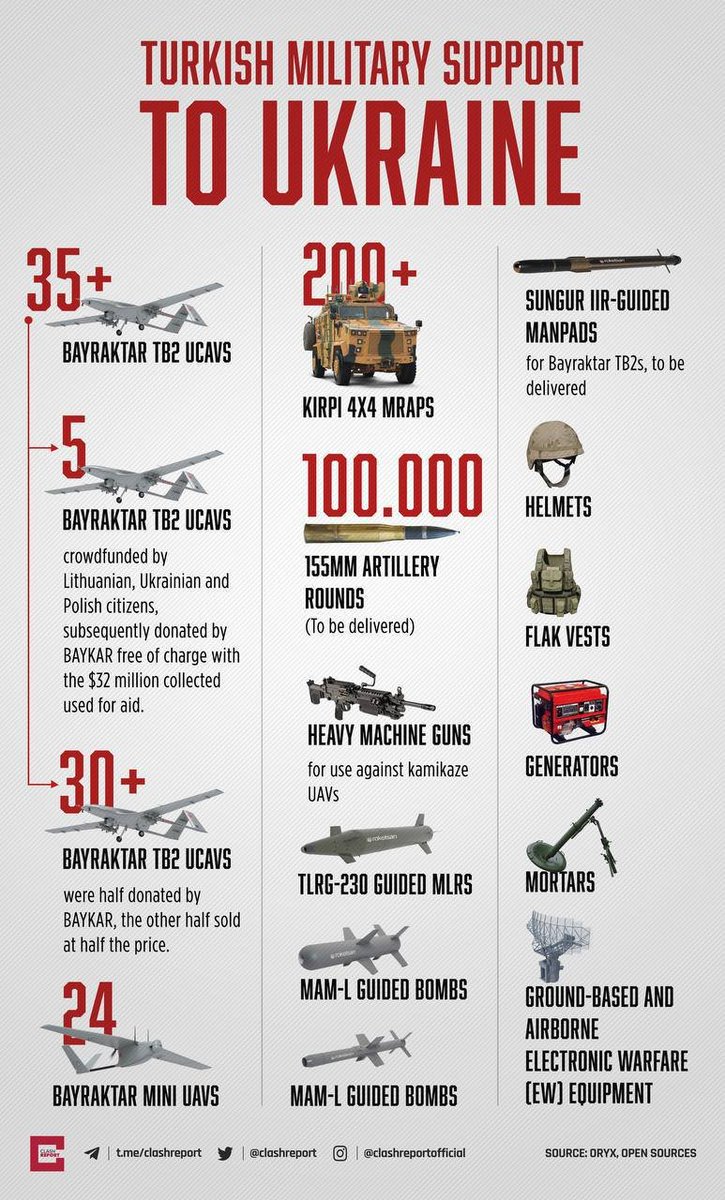 TURKISH MILITARY SUPPORT
TO UKRAINE
35+
BAYRAKTAR TB2 UCAVS
5
BAYRAKTAR TB2 UCAVS
crowdfunded by
Lithuanian, Ukrainian and
Polish citizens,
subsequently donated by
BAYKAR free of charge with
the $32 million collected
used for aid.
30+
BAYRAKTAR TB2 UCAVS
were half donated by
BAYKAR, the other half sold
at half the price.
24
BAYRAKTAR MINI UAVS
200+
KIRPI 4X4 MRAPS
100.000
155MM ARTILLERY
ROUNDS
(To be delivered)
HEAVY MACHINE GUNS
for use against kamikaze
UAVs
roketsan
TLRG-230 GUIDED MLRS
roketsan
MAM-L GUIDED BOMBS
roketsan
MAM-L GUIDED BOMBS
roketsan
SUNGUR IIR-GUIDED
MANPADS
for Bayraktar TB2s, to be
delivered
HELMETS
FLAK VESTS
GENERATORS
MORTARS
GROUND-BASED AND
AIRBORNE
ELECTRONIC WARFARE
(EW) EQUIPMENT
CLASH
REPORT
t.me/clashreport
@clashreport
@clashreportofficial
SOURCE: ORYX, OPEN SOURCES